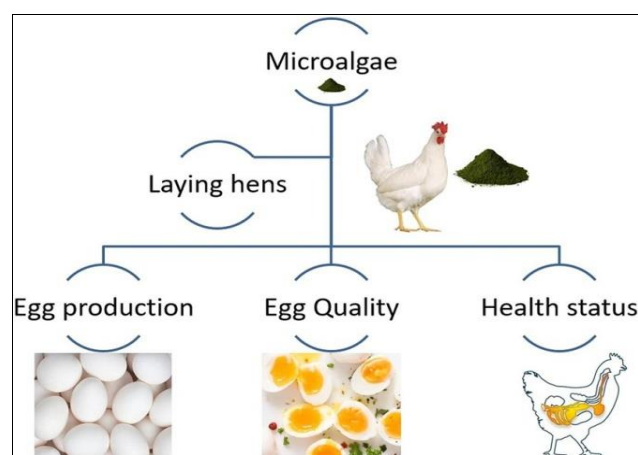 Microalgae
Laying hens
Egg production
Egg Quality
Health status